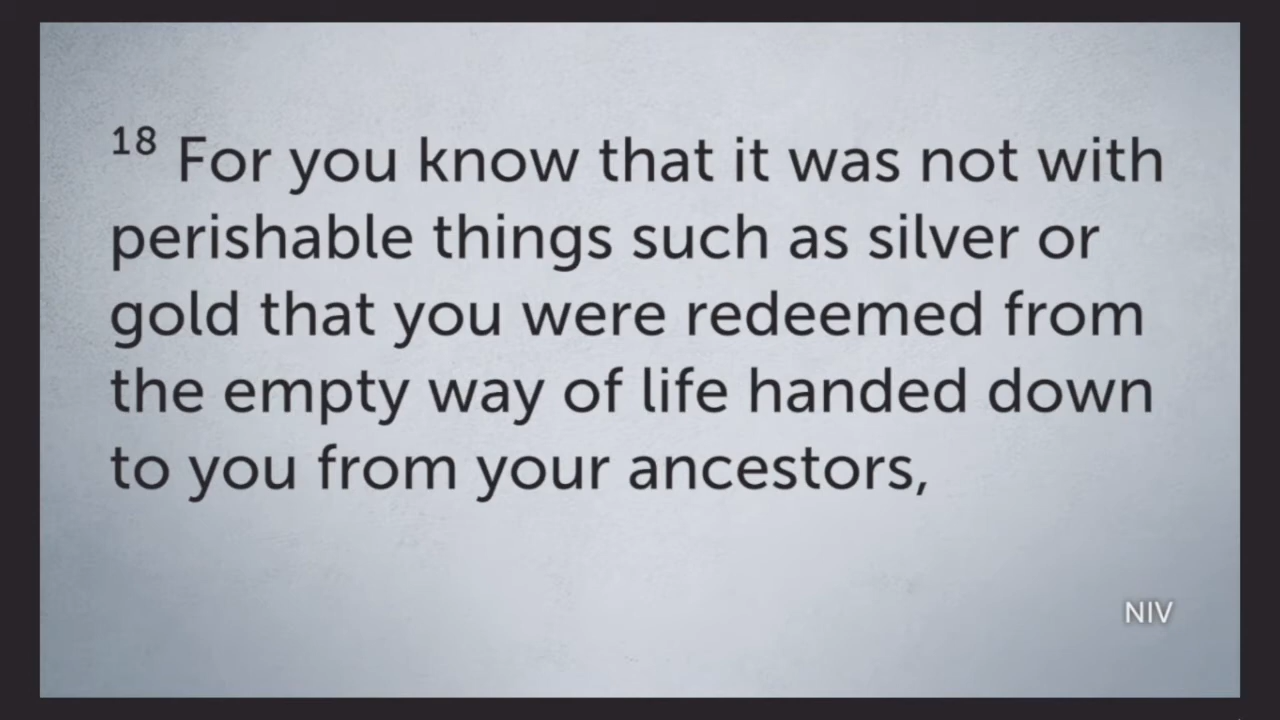 18 For you know that it was not with
perishable things such as silver or
gold that you were redeemed from
the empty way of life handed down
to you from your ancestors,
NIV